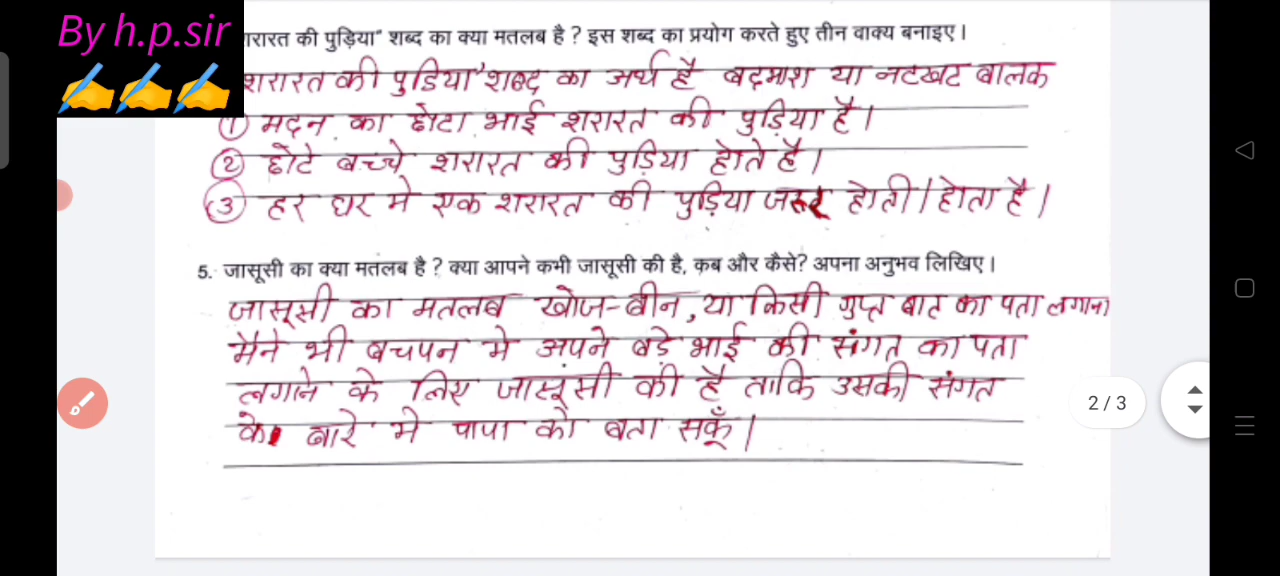 By h.p.sir
रारत की पुड़िया" शब्द का क्या मतलब है ? इस शब्द का प्रयोग करते हुए तीन वाक्य बनाइए ।
शरारत की पुड़िया' शब्द का अर्थ है बदमाश या नटखट बालक
① मदन का छोटा भाई शरारत की पुड़िया है ।
② छोटे बच्चे शरारत की पुड़िया होते है ।
③ हर घर मे एक शरारत की पुड़िया जरूर होती / होता है ।
5. जासूसी का क्या मतलब है ? क्या आपने कभी जासूसी की है, कब और कैसे? अपना अनुभव लिखिए ।
जासूसी का मतलब खोज-बीन, या किसी गुप्त बात का पता लगाना
मैने भी बचपन मे अपने बड़े भाई की संगत का पता
लगाने के लिए जासूसी की है ताकि उसकी संगत
के बारे मे पापा को बता सकूँ ।
2 / 3